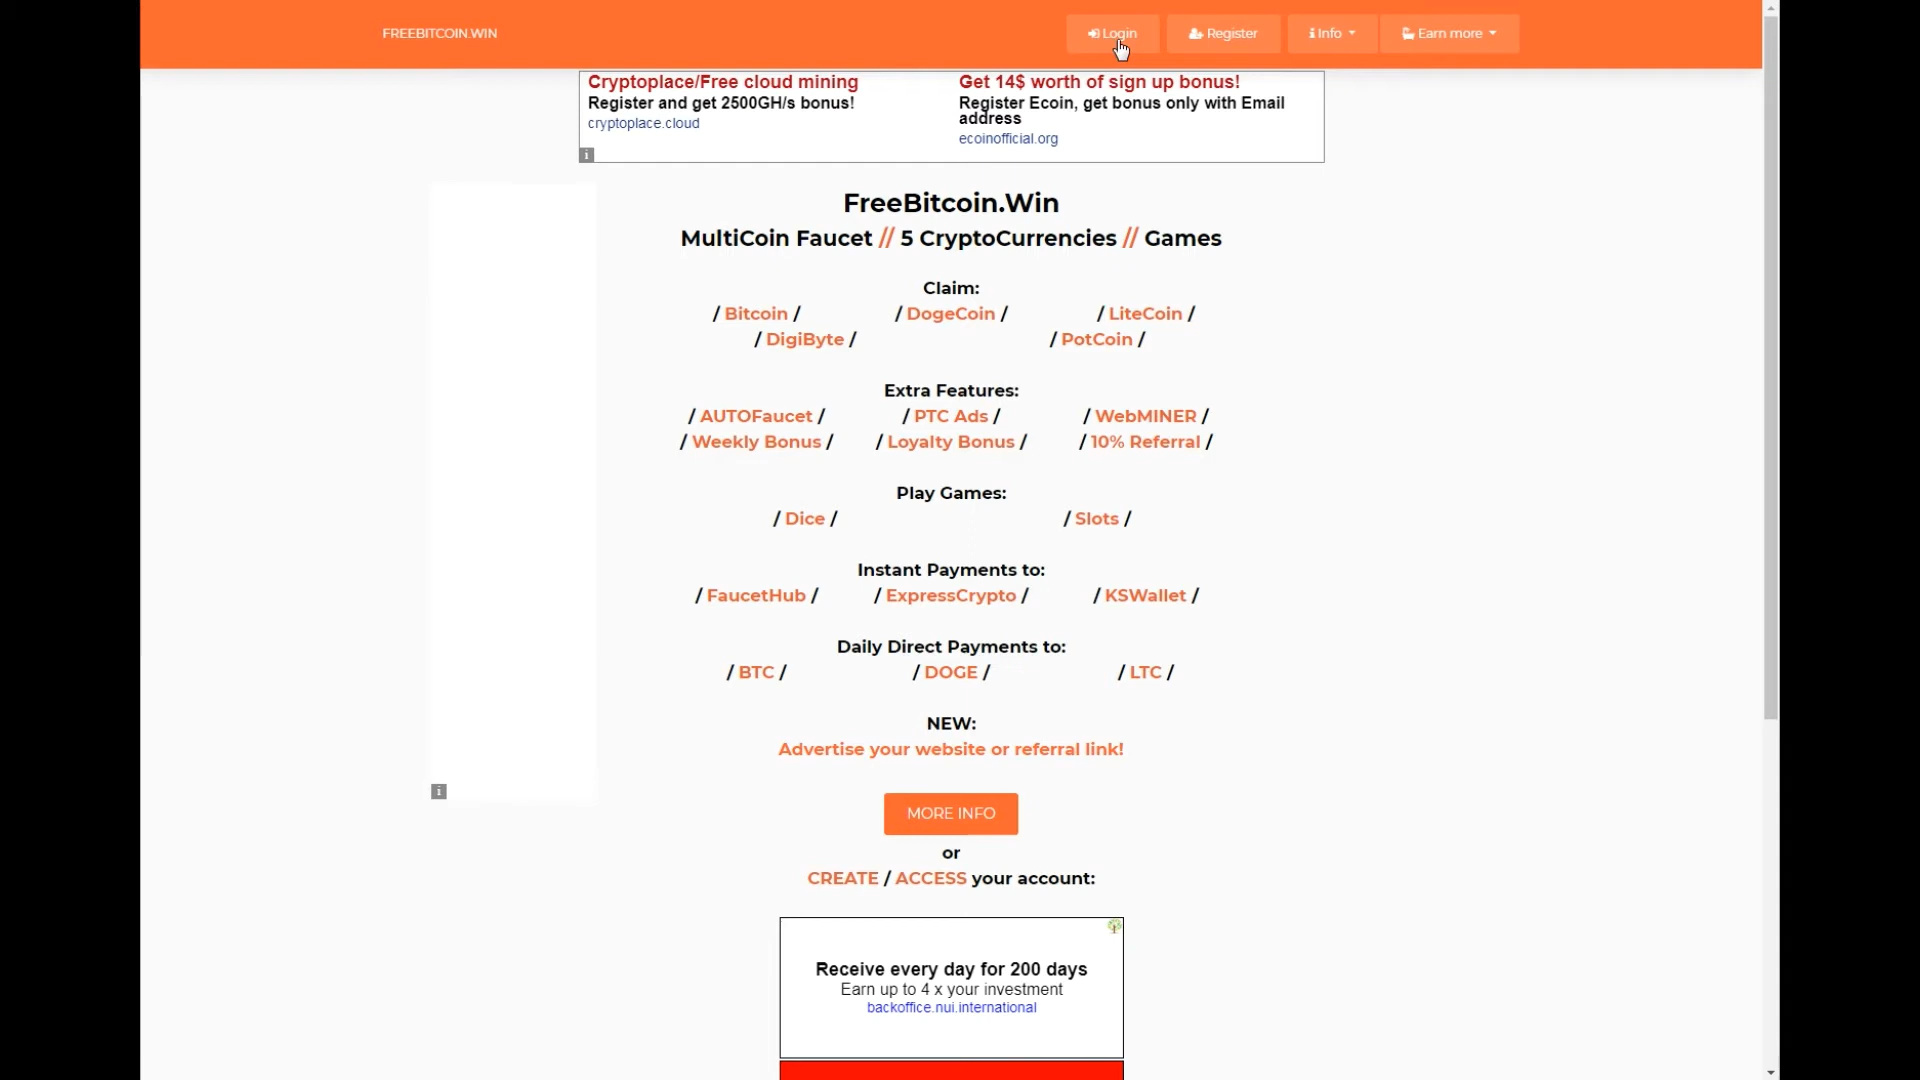 FREEBITCOIN.WIN
Login
Register
Info
Earn more
Cryptoplace/Free cloud mining
Register and get 2500GH/s bonus!
cryptoplace.cloud
Get 14$ worth of sign up bonus!
Register Ecoin, get bonus only with Email
address
ecoinofficial.org
FreeBitcoin.Win
MultiCoin Faucet // 5 CryptoCurrencies // Games
Claim:
/ Bitcoin / / DogeCoin / / LiteCoin /
/ DigiByte / / PotCoin /
Extra Features:
/ AUTOFaucet / / PTC Ads / / WebMINER /
/ Weekly Bonus / / Loyalty Bonus / / 10% Referral /
Play Games:
/ Dice / / Slots /
Instant Payments to:
/ FaucetHub / / ExpressCrypto / / KSWallet /
Daily Direct Payments to:
/ BTC / / DOGE / / LTC /
NEW:
Advertise your website or referral link!
MORE INFO
or
CREATE / ACCESS your account:
Receive every day for 200 days
Earn up to 4 x your investment
backoffice.nui.international